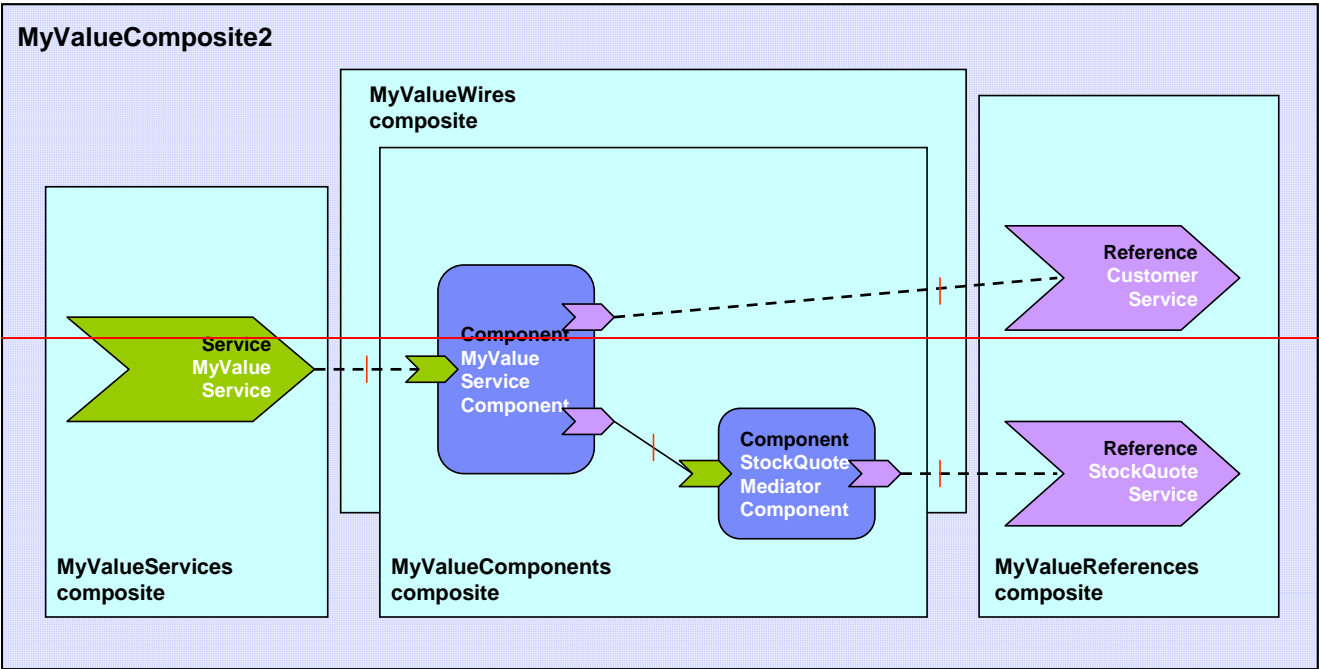 MyValueComposite2
MyValueWires
composite
Reference
Customer
Service
Service
MyValue
Service
Component
MyValue
Service
Component
Component
StockQuote
Mediator
Component
Reference
StockQuote
Service
MyValueServices
composite
MyValueComponents
composite
MyValueReferences
composite